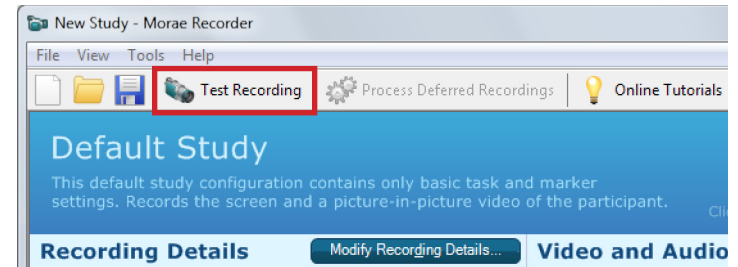 New Study - Morae Recorder
File View Tools Help
Test Recording Process Deferred Recordings Online Tutorials
Default Study
This default study configuration contains only basic task and marker
settings. Records the screen and a picture-in-picture video of the participant.
Recording Details Modify Recording Details... Video and Audio